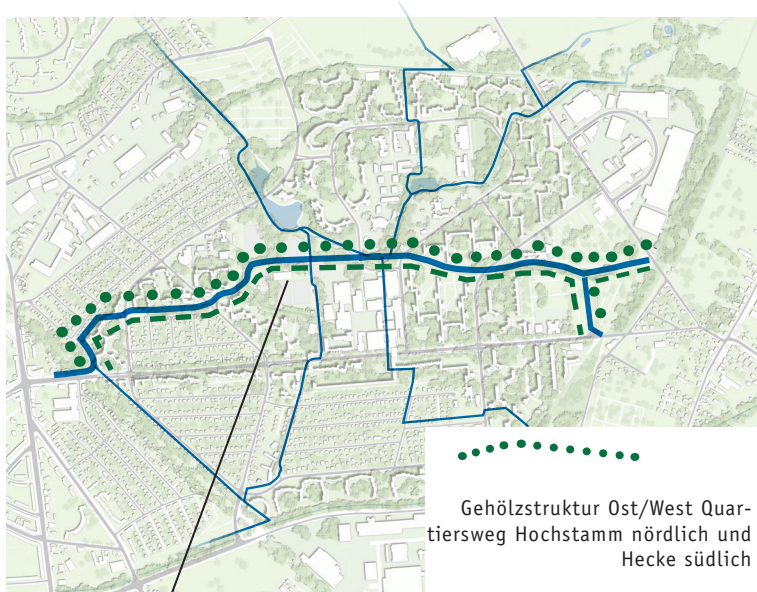 Gehölzstruktur Ost/West Quar-
tiersweg Hochstamm nördlich und
Hecke südlich